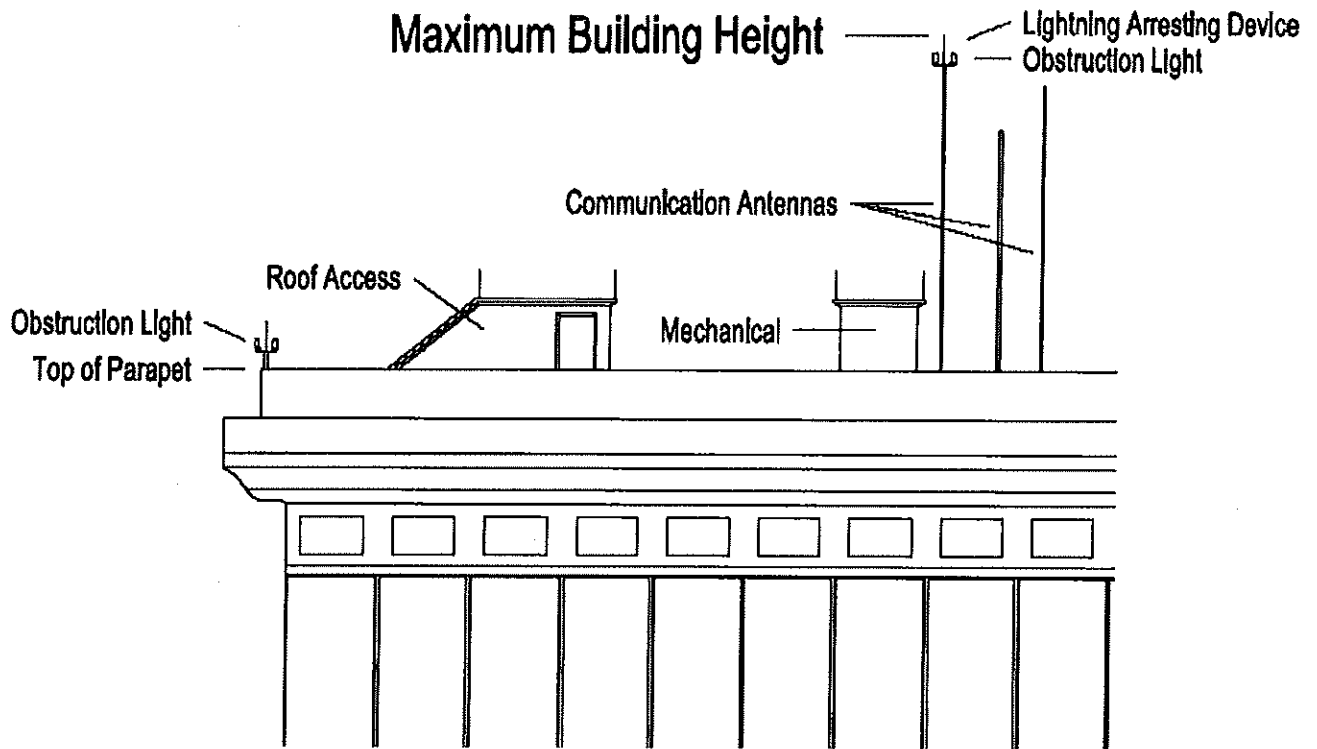 Maximum Building Height
Lightning Arresting Device
Obstruction Light
Communication Antennas
Roof Access
Obstruction Light
Mechanical
Top of Parapet